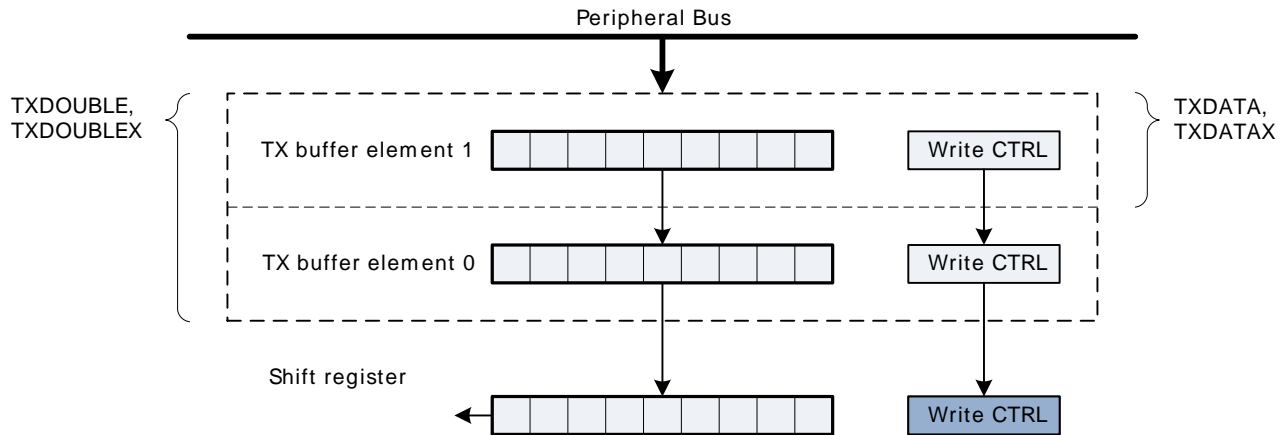 Peripheral Bus
TXDOUBLE,
TXDOUBLEX
TXDATA,
TXDATAX
TX buffer element 1
Write CTRL
TX buffer element 0
Write CTRL
Shift register
Write CTRL